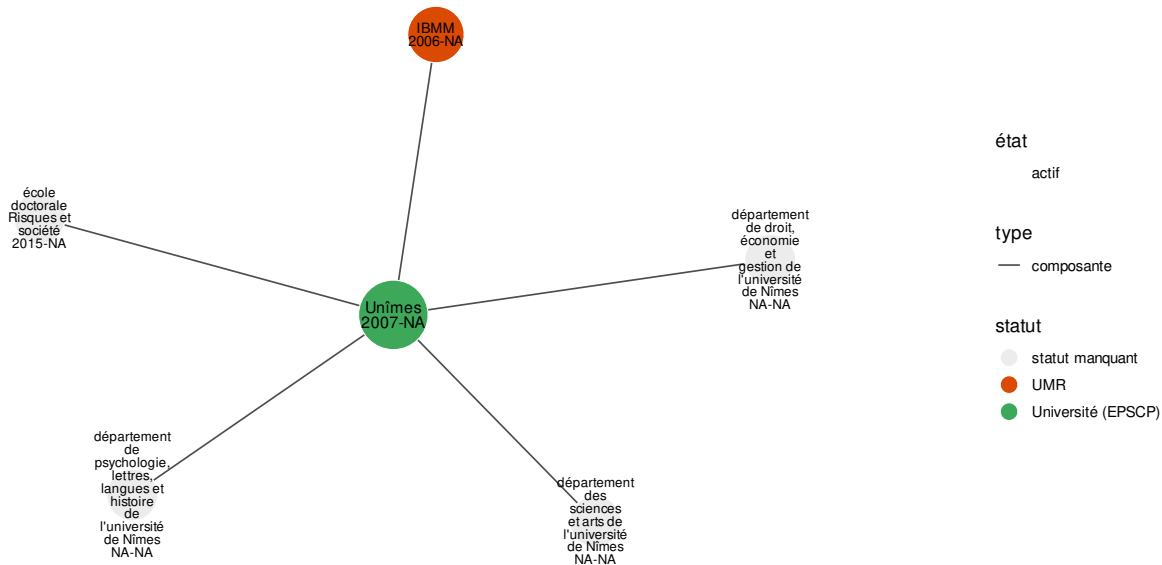 IBMM
2006-NA
école
doctorale
Risques et
société
2015-NA
département
de droit,
économie
et
gestion de
l'université
de Nîmes
NA-NA
Unîmes
2007-NA
département
de
psychologie,
lettres,
langues et
histoire
de
l'université
de Nîmes
NA-NA
département
des
sciences
et arts de
l'université
de Nîmes
NA-NA
état
actif
type
composante
statut
statut manquant
UMR
Université (EPSCP)